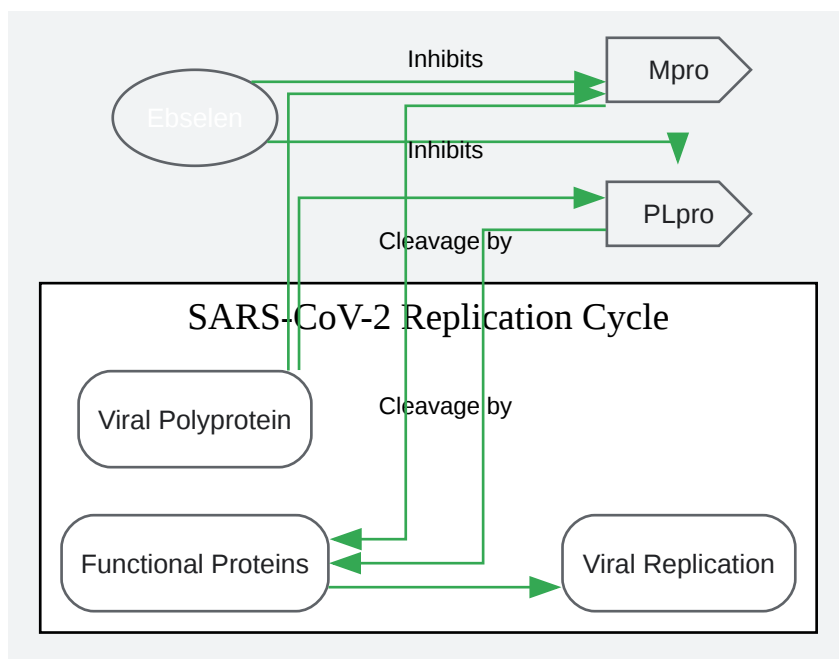 Inhibits
Mpro
Ebselen
Inhibits
PLpro
Cleavage by
SARS-CoV-2 Replication Cycle
Viral Polyprotein
Cleavage by
Functional Proteins
Viral Replication